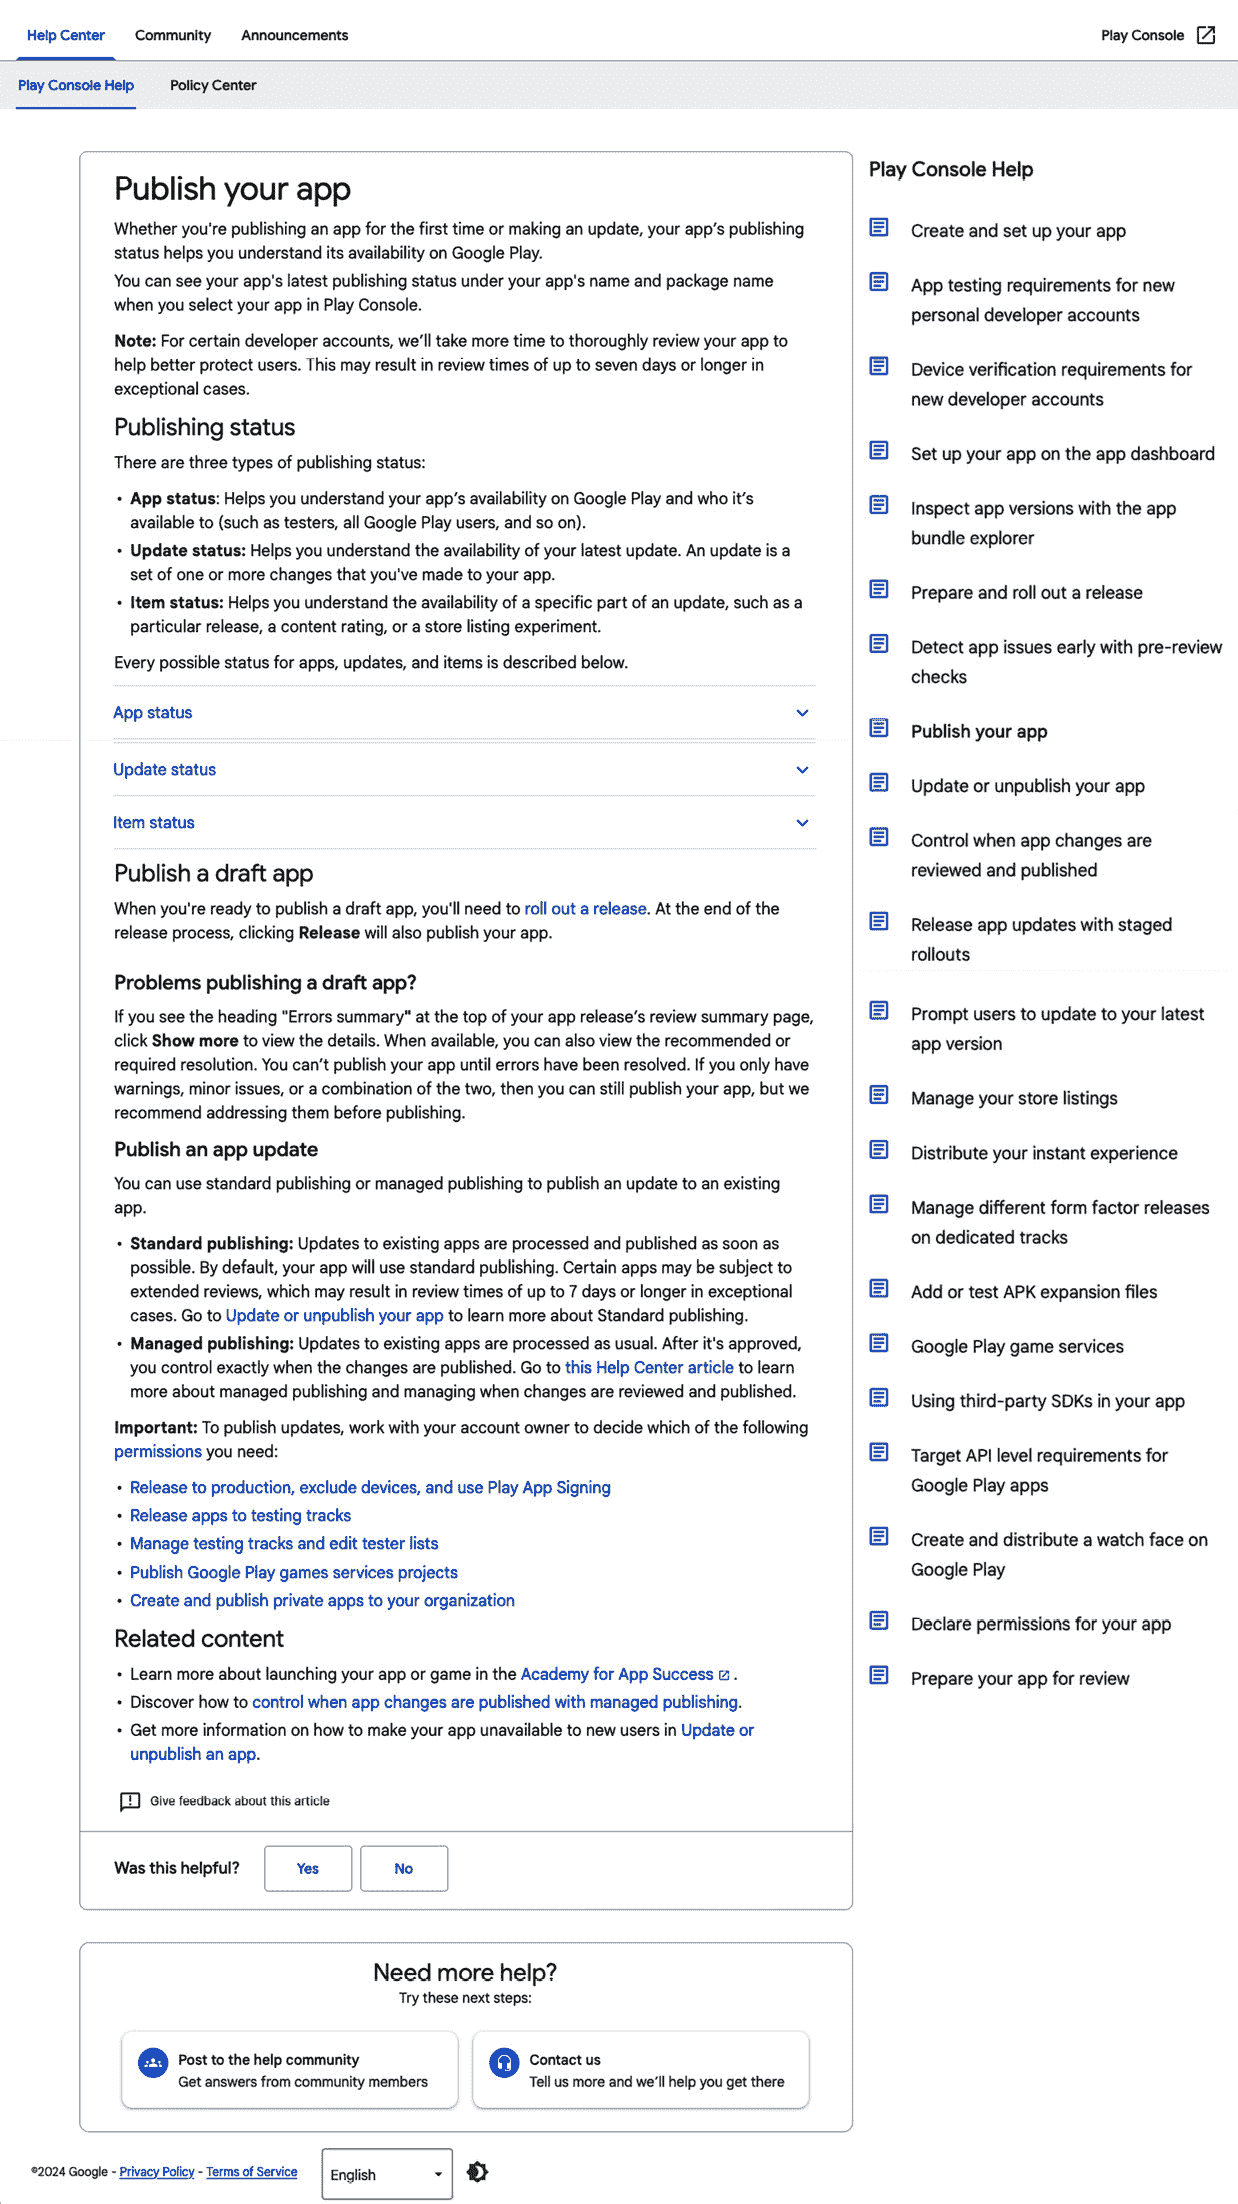 Help Center
Community
Announcements
Play Console
Play Console Help
Policy Center
Publish your app
Whether you're publishing an app for the first time or making an update, your app’s publishing
status helps you understand its availability on Google Play.
You can see your app's latest publishing status under your app's name and package name
when you select your app in Play Console.
Note: For certain developer accounts, we’ll take more time to thoroughly review your app to
help better protect users. This may result in review times of up to seven days or longer in
exceptional cases.
Publishing status
There are three types of publishing status:
• App status: Helps you understand your app’s availability on Google Play and who it’s
available to (such as testers, all Google Play users, and so on).
• Update status: Helps you understand the availability of your latest update. An update is a
set of one or more changes that you've made to your app.
• Item status: Helps you understand the availability of a specific part of an update, such as a
particular release, a content rating, or a store listing experiment.
Every possible status for apps, updates, and items is described below.
App status
Update status
Item status
Publish a draft app
When you're ready to publish a draft app, you'll need to roll out a release. At the end of the
release process, clicking Release will also publish your app.
Problems publishing a draft app?
If you see the heading "Errors summary" at the top of your app release’s review summary page,
click Show more to view the details. When available, you can also view the recommended or
required resolution. You can’t publish your app until errors have been resolved. If you only have
warnings, minor issues, or a combination of the two, then you can still publish your app, but we
recommend addressing them before publishing.
Publish an app update
You can use standard publishing or managed publishing to publish an update to an existing
app.
• Standard publishing: Updates to existing apps are processed and published as soon as
possible. By default, your app will use standard publishing. Certain apps may be subject to
extended reviews, which may result in review times of up to 7 days or longer in exceptional
cases. Go to Update or unpublish your app to learn more about Standard publishing.
• Managed publishing: Updates to existing apps are processed as usual. After it's approved,
you control exactly when the changes are published. Go to this Help Center article to learn
more about managed publishing and managing when changes are reviewed and published.
Important: To publish updates, work with your account owner to decide which of the following
permissions you need:
• Release to production, exclude devices, and use Play App Signing
• Release apps to testing tracks
• Manage testing tracks and edit tester lists
• Publish Google Play games services projects
• Create and publish private apps to your organization
Related content
• Learn more about launching your app or game in the Academy for App Success .
• Discover how to control when app changes are published with managed publishing.
• Get more information on how to make your app unavailable to new users in Update or
unpublish an app.
Give feedback about this article
Was this helpful?
Yes
No
Play Console Help
Create and set up your app
App testing requirements for new
personal developer accounts
Device verification requirements for
new developer accounts
Set up your app on the app dashboard
Inspect app versions with the app
bundle explorer
Prepare and roll out a release
Detect app issues early with pre-review
checks
Publish your app
Update or unpublish your app
Control when app changes are
reviewed and published
Release app updates with staged
rollouts
Prompt users to update to your latest
app version
Manage your store listings
Distribute your instant experience
Manage different form factor releases
on dedicated tracks
Add or test APK expansion files
Google Play game services
Using third-party SDKs in your app
Target API level requirements for
Google Play apps
Create and distribute a watch face on
Google Play
Declare permissions for your app
Prepare your app for review
Need more help?
Try these next steps:
Post to the help community
Get answers from community members
Contact us
Tell us more and we’ll help you get there
©2024 Google - Privacy Policy - Terms of Service
English